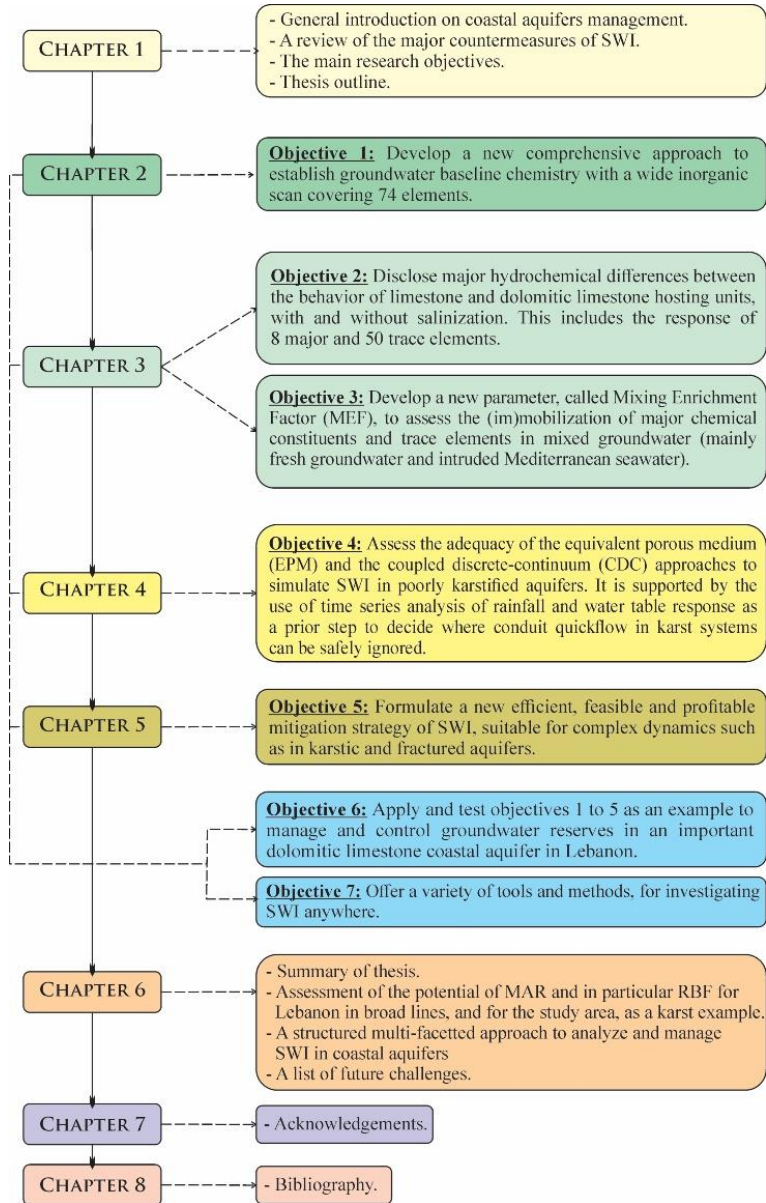 CHAPTER 1
- General introduction on coastal aquifers management.
- A review of the major countermeasures of SWI.
- The main research objectives.
- Thesis outline.
CHAPTER 2
Objective 1: Develop a new comprehensive approach to
establish groundwater baseline chemistry with a wide inorganic
scan covering 74 elements.
CHAPTER 3
Objective 2: Disclose major hydrochemical differences between
the behavior of limestone and dolomitic limestone hosting units,
with and without salinization. This includes the response of
8 major and 50 trace elements.
Objective 3: Develop a new parameter, called Mixing Enrichment
Factor (MEF), to assess the (im)mobilization of major chemical
constituents and trace elements in mixed groundwater (mainly
fresh groundwater and intruded Mediterranean seawater).
CHAPTER 4
Objective 4: Assess the adequacy of the equivalent porous medium
(EPM) and the coupled discrete-continuum (CDC) approaches to
simulate SWI in poorly karstified aquifers. It is supported by the
use of time series analysis of rainfall and water table response as
a prior step to decide where conduit quickflow in karst systems
can be safely ignored.
CHAPTER 5
Objective 5: Formulate a new efficient, feasible and profitable
mitigation strategy of SWI, suitable for complex dynamics such
as in karstic and fractured aquifers.
Objective 6: Apply and test objectives 1 to 5 as an example to
manage and control groundwater reserves in an important
dolomitic limestone coastal aquifer in Lebanon.
Objective 7: Offer a variety of tools and methods, for investigating
SWI anywhere.
CHAPTER 6
- Summary of thesis.
- Assessment of the potential of MAR and in particular RBF for
Lebanon in broad lines, and for the study area, as a karst example.
- A structured multi-facetted approach to analyze and manage
SWI in coastal aquifers
- A list of future challenges.
CHAPTER 7
- Acknowledgements.
CHAPTER 8
- Bibliography.